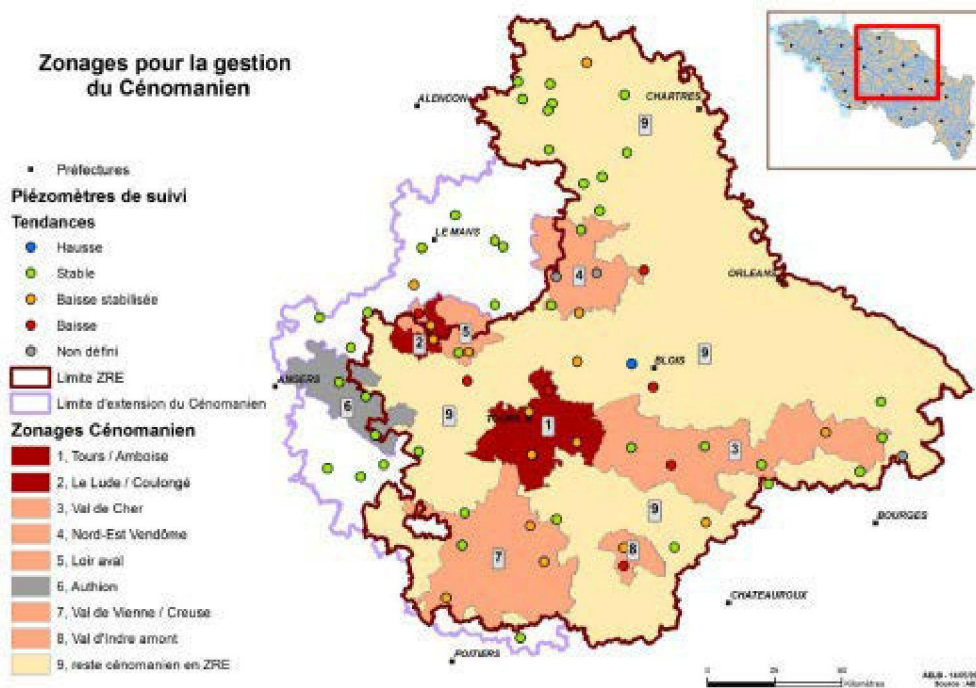 Zonages pour la gestion
du Cénomanien
Préfectures
Piézomètres de suivi
Tendances
Hausse
Stable
Baisse stabilisée
Baisse
Non défini
Limite ZRE
Limite d'extension du Cénomanien
Zonages Cénomanien
1, Tours / Amboise
2, Le Lude / Coulongé
3, Val de Cher
4, Nord-Est Vendôme
5, Loir aval
6, Authion
7, Val de Vienne / Creuse
8, Val d'Indre amont
9, reste cénomanien en ZRE
ALENCON
CHARTRES
9
LE MANS
4
ORLEANS
5
2
BLOIS
9
ANGERS
6
9
TOURS
1
3
9
BOURGES
7
8
CHATEAUROUX
POITIERS
0
Kilomètres